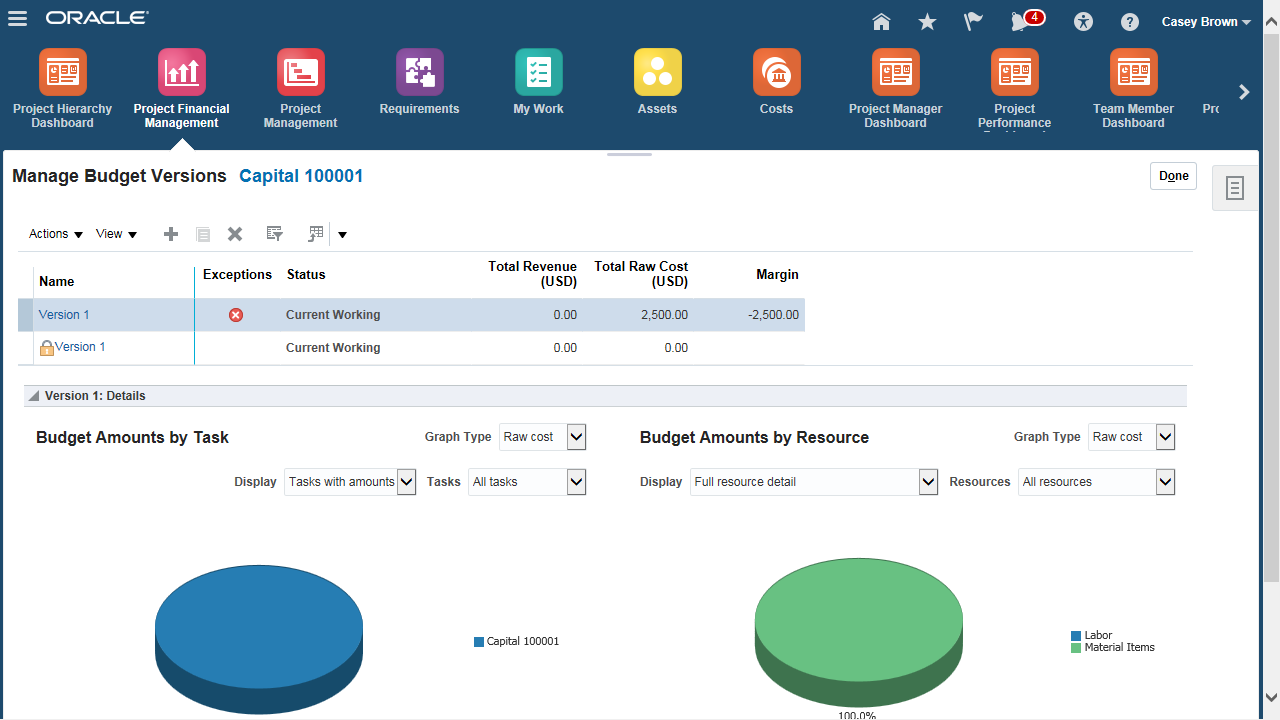 ORACLE
4
Casey Brown
Project Hierarchy
Dashboard
Project Financial
Management
Project
Management
Requirements
My Work
Assets
Costs
Project Manager
Dashboard
Project
Performance
Team Member
Dashboard
Pro
Manage Budget Versions Capital 100001
Done
Actions View
Name Exceptions Status Total Revenue (USD) Total Raw Cost (USD) Margin
Version 1 Current Working 0.00 2,500.00 -2,500.00
Version 1 Current Working 0.00 0.00
Version 1: Details
Budget Amounts by Task
Graph Type Raw cost
Display Tasks with amounts Tasks All tasks
Capital 100001
Budget Amounts by Resource
Graph Type Raw cost
Display Full resource detail Resources All resources
Labor
Material Items
100.0%